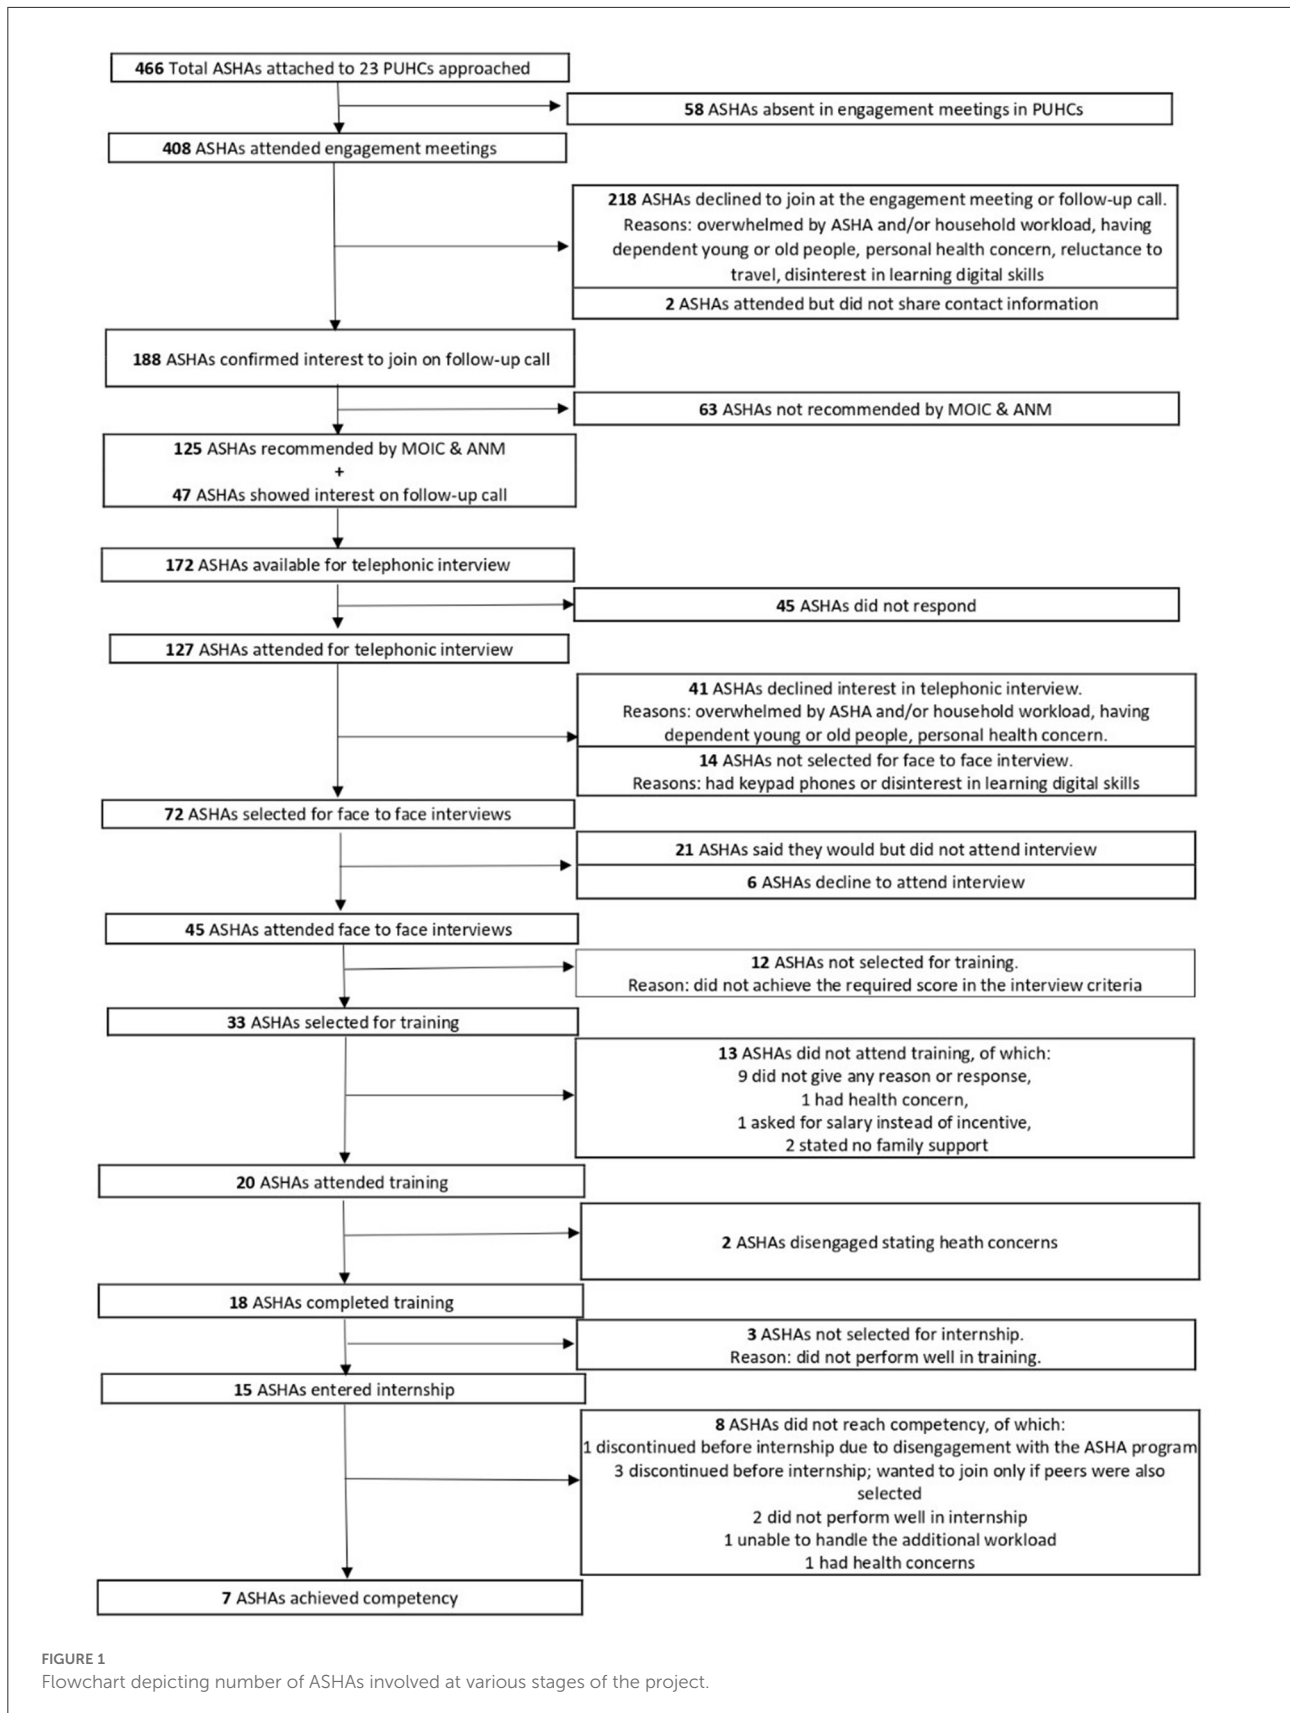 466 Total ASHAs attached to 23 PUHCs approached
58 ASHAs absent in engagement meetings in PUHCs
408 ASHAs attended engagement meetings
218 ASHAs declined to join at the engagement meeting or follow-up call.
Reasons: overwhelmed by ASHA and/or household workload, having
dependent young or old people, personal health concern, reluctance to
travel, disinterest in learning digital skills
2 ASHAs attended but did not share contact information
188 ASHAs confirmed interest to join on follow-up call
63 ASHAs not recommended by MOIC & ANM
125 ASHAs recommended by MOIC & ANM
+
47 ASHAs showed interest on follow-up call
172 ASHAs available for telephonic interview
45 ASHAs did not respond
127 ASHAs attended for telephonic interview
41 ASHAs declined interest in telephonic interview.
Reasons: overwhelmed by ASHA and/or household workload, having
dependent young or old people, personal health concern.
14 ASHAs not selected for face to face interview.
Reasons: had keypad phones or disinterest in learning digital skills
72 ASHAs selected for face to face interviews
21 ASHAs said they would but did not attend interview
6 ASHAs decline to attend interview
45 ASHAs attended face to face interviews
12 ASHAs not selected for training.
Reason: did not achieve the required score in the interview criteria
33 ASHAs selected for training
13 ASHAs did not attend training, of which:
9 did not give any reason or response,
1 had health concern,
1 asked for salary instead of incentive,
2 stated no family support
20 ASHAs attended training
2 ASHAs disengaged stating heath concerns
18 ASHAs completed training
3 ASHAs not selected for internship.
Reason: did not perform well in training.
15 ASHAs entered internship
8 ASHAs did not reach competency, of which:
1 discontinued before internship due to disengagement with the ASHA program
3 discontinued before internship; wanted to join only if peers were also
selected
2 did not perform well in internship
1 unable to handle the additional workload
1 had health concerns
7 ASHAs achieved competency
FIGURE 1
Flowchart depicting number of ASHAs involved at various stages of the project.